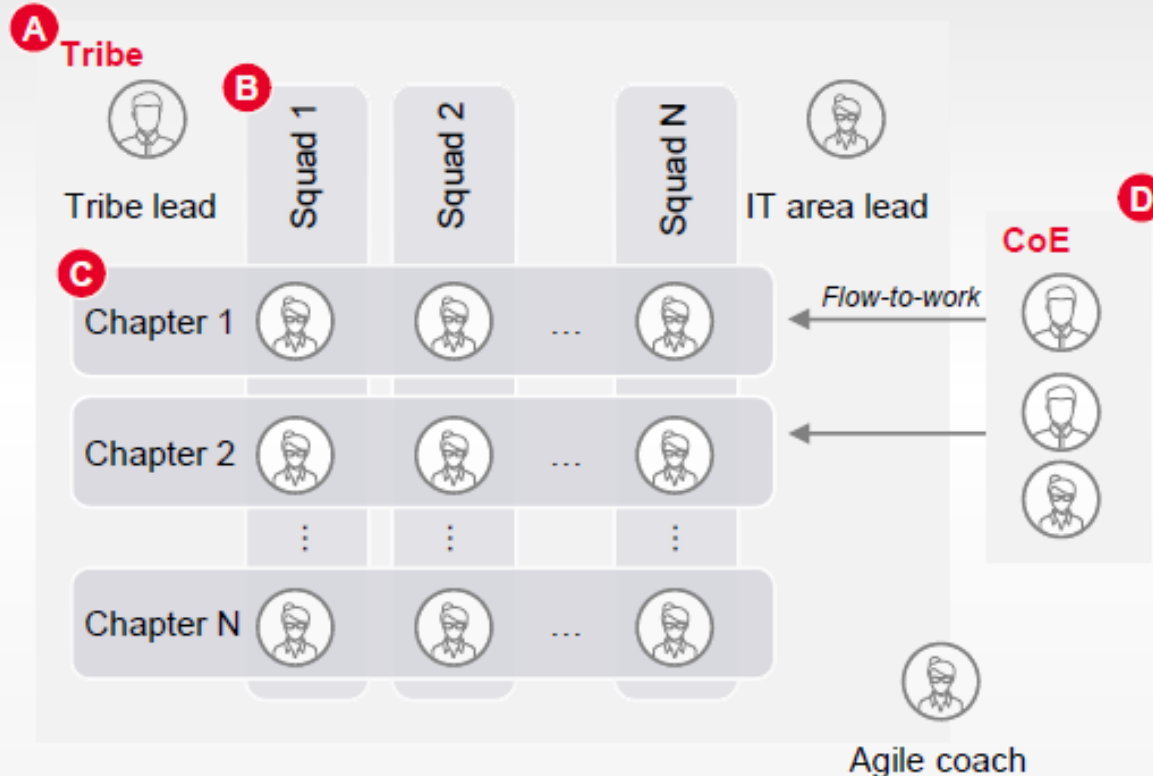 A
Tribe
B
Squad 1
Squad 2
Squad N
Tribe lead
IT area lead
D
CoE
C
Chapter 1
...
Flow-to-work
Chapter 2
...
...
...
...
Chapter N
...
Agile coach